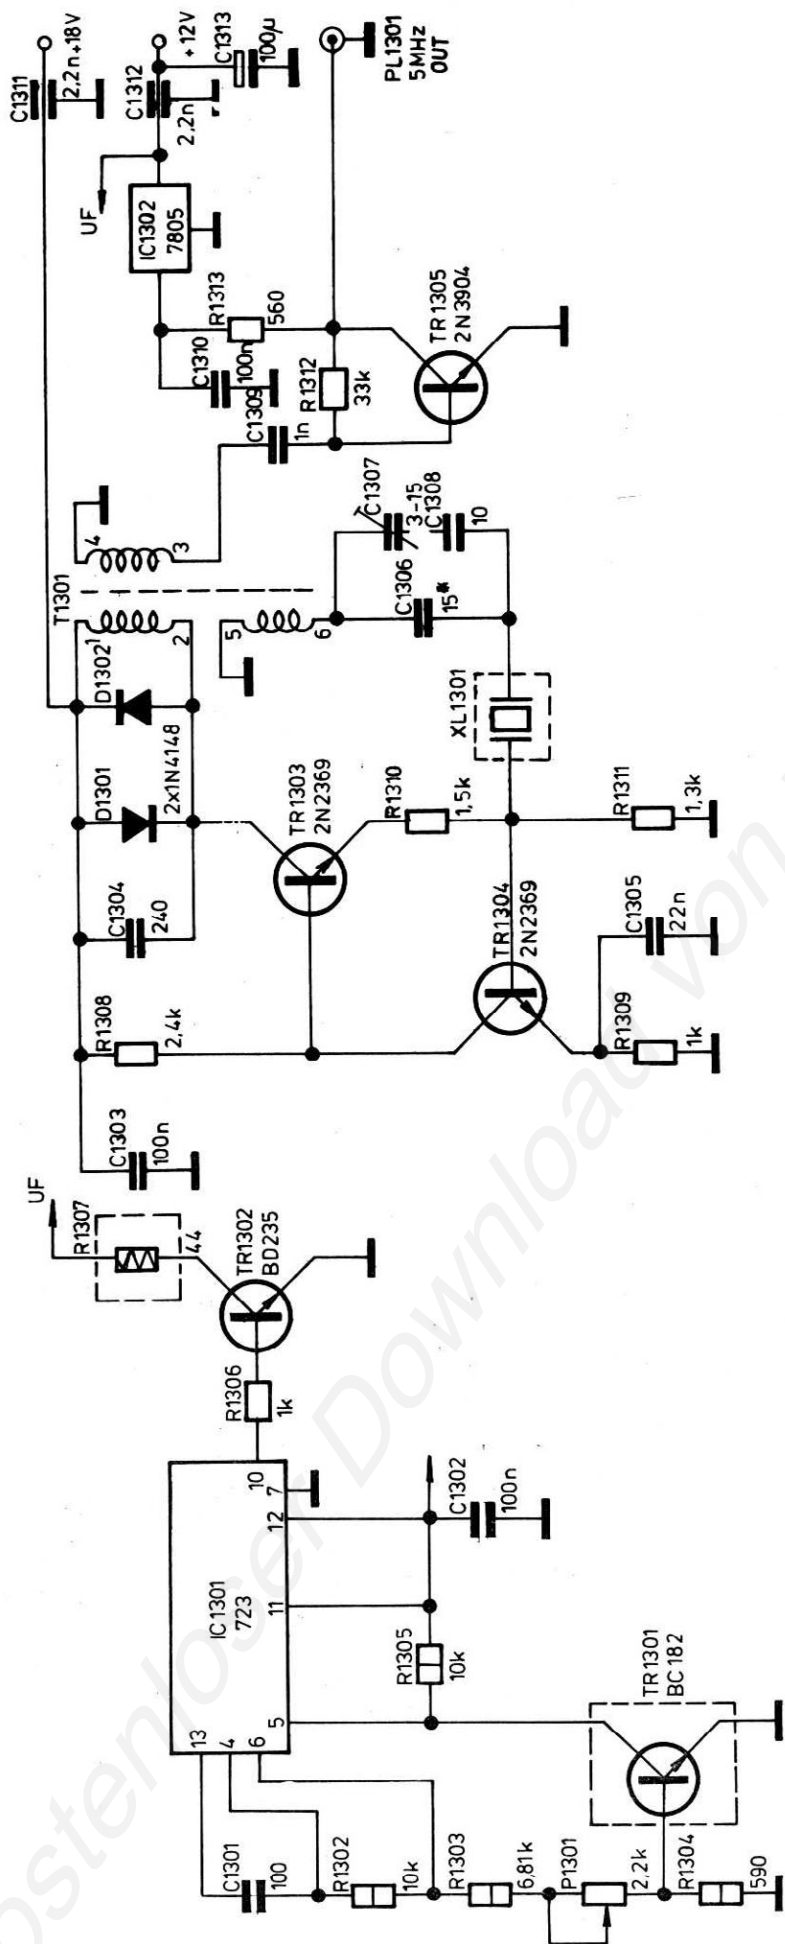 C1311
2,2n
+18V
C1312
2,2n
+12V
C1313
100µ
PL1301
5MHz
OUT
UF
IC1302
7805
C1310
100n
R1313
560
C1309
1n
R1312
33k
TR1305
2N3904
T1301
4
3
1
2
5
6
C1307
3-15
C1308
10
C1306
15*
XL1301
D1302
D1301
2x1N4148
C1304
240
R1308
2,4k
C1303
100n
TR1303
2N2369
R1310
1,5k
TR1304
2N2369
R1311
1,3k
C1305
22n
R1309
1k
UF
R1307
44
TR1302
BD235
R1306
1k
IC1301
723
13
4
6
5
11
12
7
10
C1302
100n
R1305
10k
C1301
100
R1302
10k
R1303
6,81k
P1301
2,2k
R1304
590
TR1301
BC182
ostenloser Download von